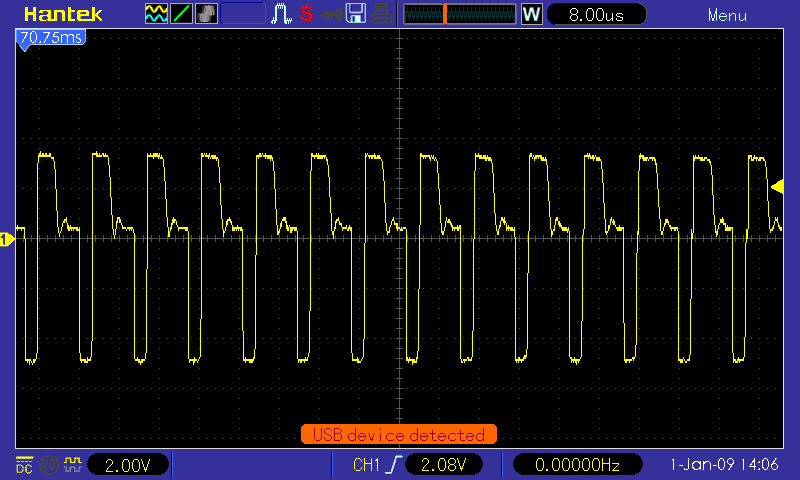 Hantek S W 8.00us Menu
70.75ms
1
USB device detected
DC 2.00V CH1 2.08V 0.00000Hz 1-Jan-09 14:06